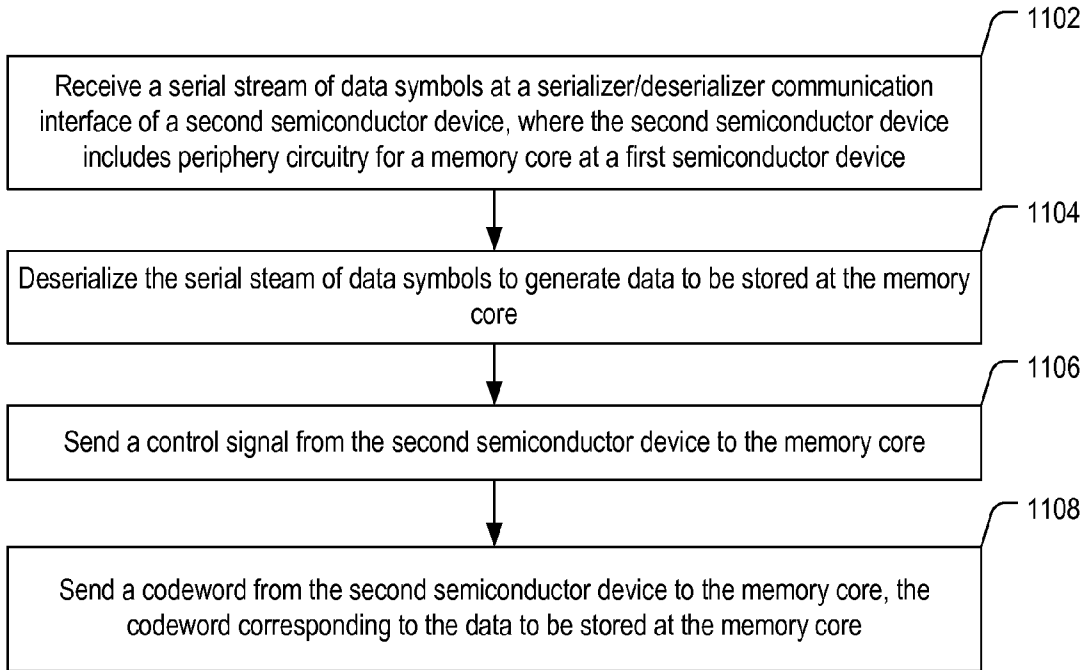 1102
Receive a serial stream of data symbols at a serializer/deserializer communication
interface of a second semiconductor device, where the second semiconductor device
includes periphery circuitry for a memory core at a first semiconductor device
1104
Deserialize the serial steam of data symbols to generate data to be stored at the memory
core
1106
Send a control signal from the second semiconductor device to the memory core
1108
Send a codeword from the second semiconductor device to the memory core, the
codeword corresponding to the data to be stored at the memory core